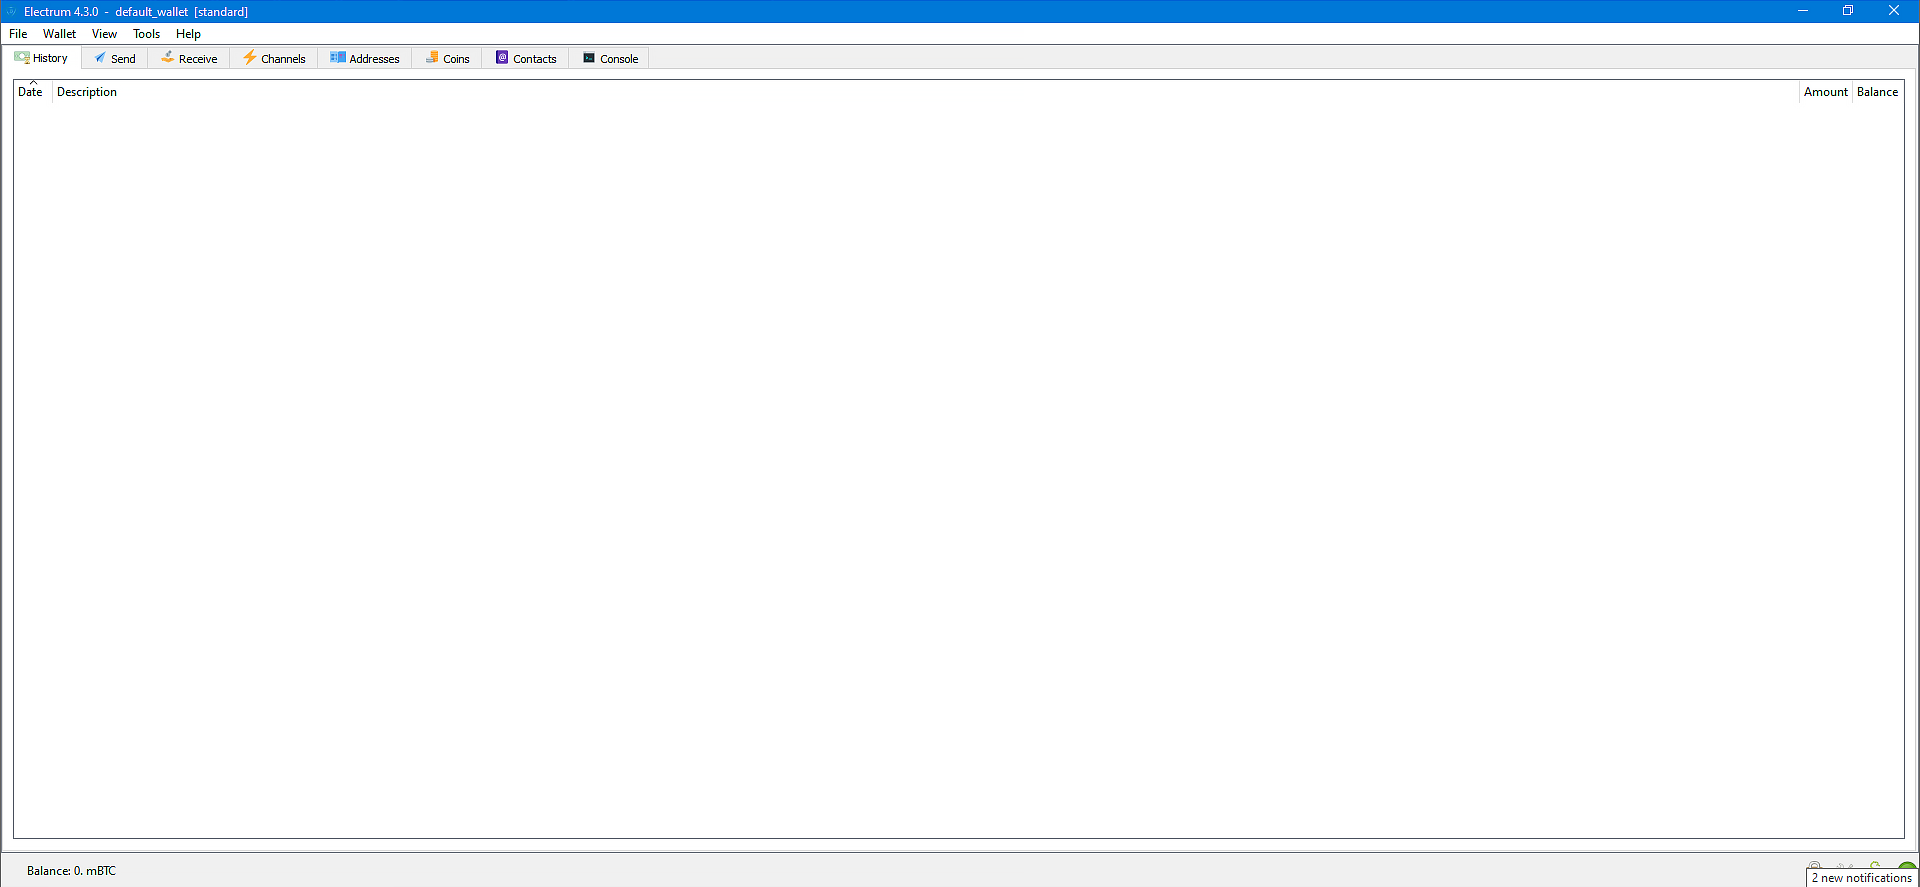 Electrum 4.3.0 - default_wallet [standard]
File Wallet View Tools Help
History Send Receive Channels Addresses Coins Contacts Console
Date Description Amount Balance
Balance: 0. mBTC
2 new notifications